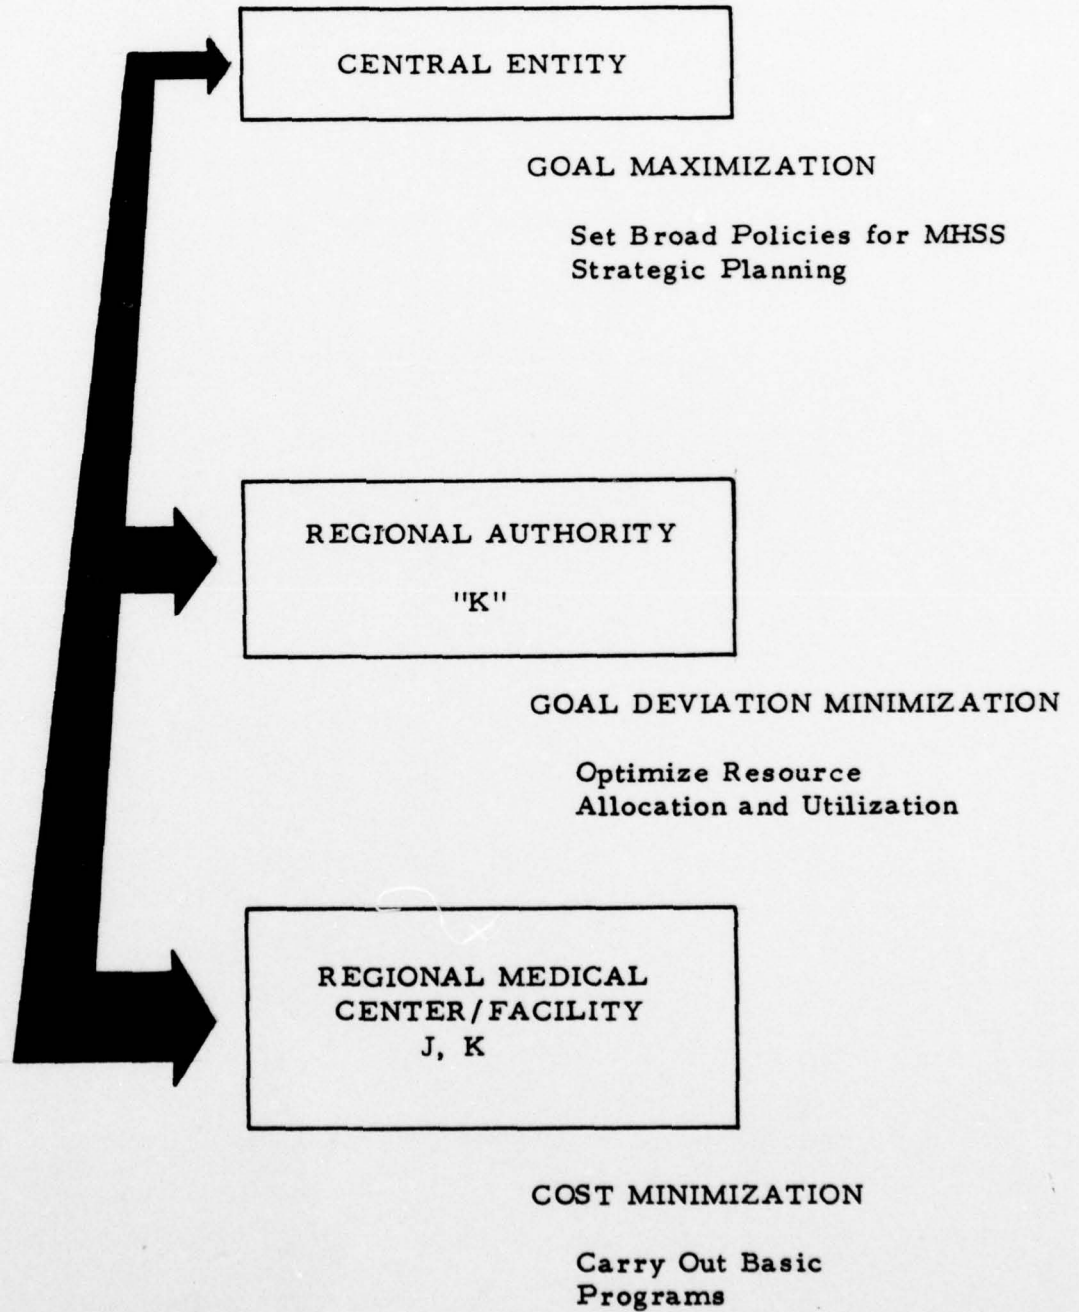 CENTRAL ENTITY
GOAL MAXIMIZATION
Set Broad Policies for MHSS
Strategic Planning
REGIONAL AUTHORITY
"K"
GOAL DEVIATION MINIMIZATION
Optimize Resource
Allocation and Utilization
REGIONAL MEDICAL
CENTER/FACILITY
J, K
COST MINIMIZATION
Carry Out Basic
Programs